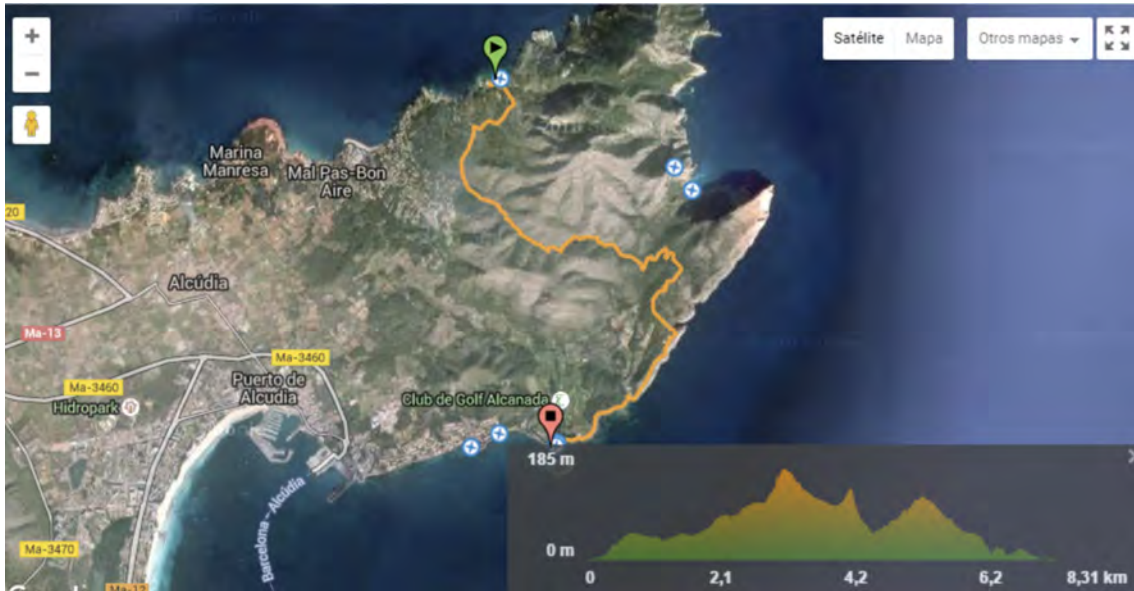 +
−
Satélite
Mapa
Otros mapas
Marina
Manresa
Mal Pas-Bon
Aire
20
Alcúdia
Ma-13
Ma-3460
Ma-3460
Puerto de
Alcudia
Hidropark
Club de Golf Alcanada
Barcelona - Alcúdia
Ma-3470
Ma-12
185 m
0 m
0
2,1
4,2
6,2
8,31 km